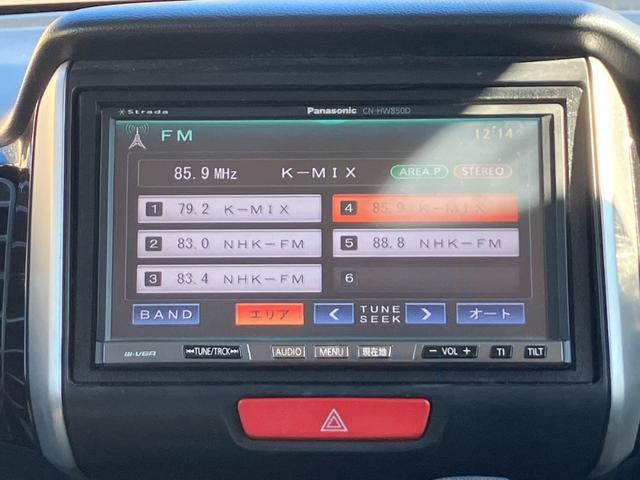 Strada Panasonic CN-HW850D
FM 12:14
85.9 MHz K-MIX AREA.P STEREO
1 79.2 K-MIX
4 85.9 K-MIX
2 83.0 NHK-FM
5 88.8 NHK-FM
3 83.4 NHK-FM
6
BAND エリア < TUNE SEEK > オート
W-VGA TUNE/TRCK AUDIO MENU 現在地 - VOL + TI TILT